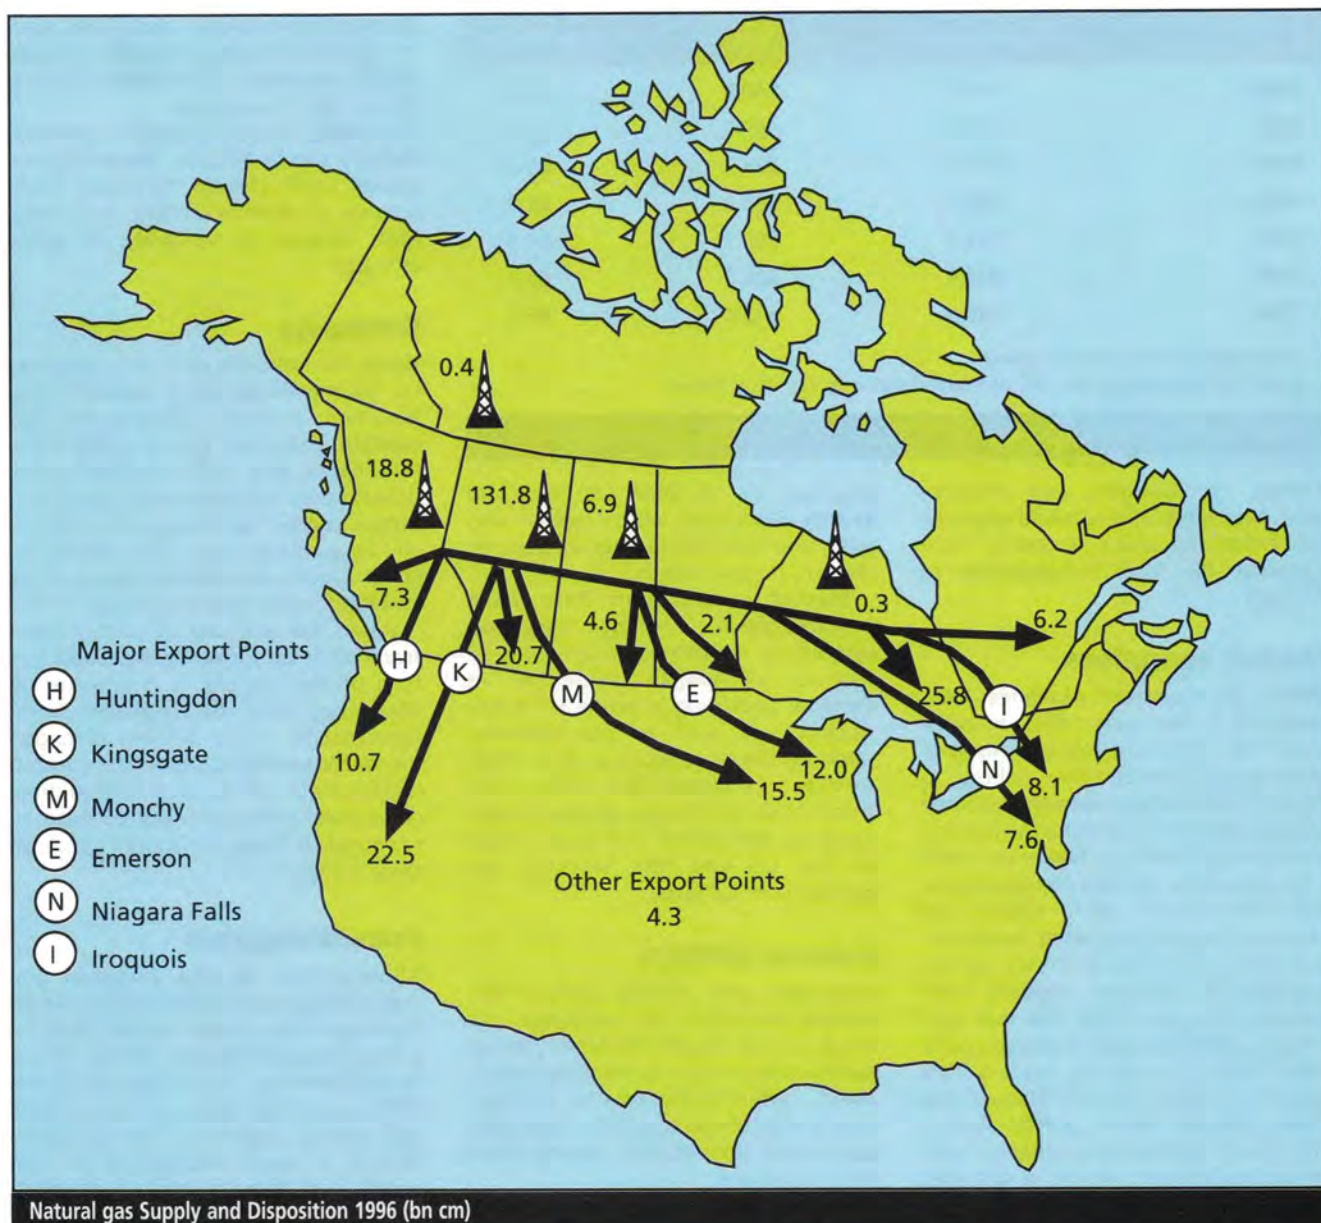 0.4
18.8
131.8
6.9
0.3
7.3
20.7
4.6
2.1
25.8
6.2
Major Export Points
H Huntingdon
K Kingsgate
M Monchy
E Emerson
N Niagara Falls
I Iroquois
H
K
M
E
I
N
10.7
22.5
15.5
12.0
8.1
7.6
Other Export Points
4.3
Natural gas Supply and Disposition 1996 (bn cm)